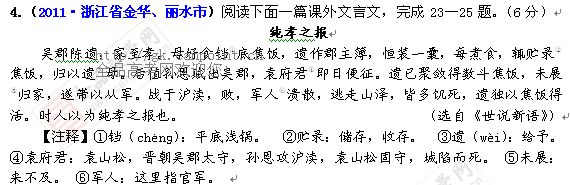 4.（2011·浙江省金华、丽水市）阅读下面一篇课外文言文，完成 23—25 题。（6 分）
纯孝之报
吴郡陈遗，家至孝，母好食铛①底焦饭，遗作郡主簿，恒装一囊，每煮食，辄贮录②
焦饭，归以遗③母。后值孙恩贼出吴郡，袁府君④即日便征。遗已聚敛得数斗焦饭，未展
⑤归家，遂带以从军。战于沪渎，败，军人⑥溃散，逃走山泽，皆多饥死，遗独以焦饭得
活。时人以为纯孝之报也。（选自《世说新语》）
【注释】①铛（chēng）：平底浅锅。 ②贮录：储存，收存。 ③遗（wèi）：给予。
④袁府君：袁山松，晋朝吴郡太守，孙恩攻沪渎，袁山松固守，城陷而死。 ⑤未展：
来不及。 ⑥军人：这里指官军。